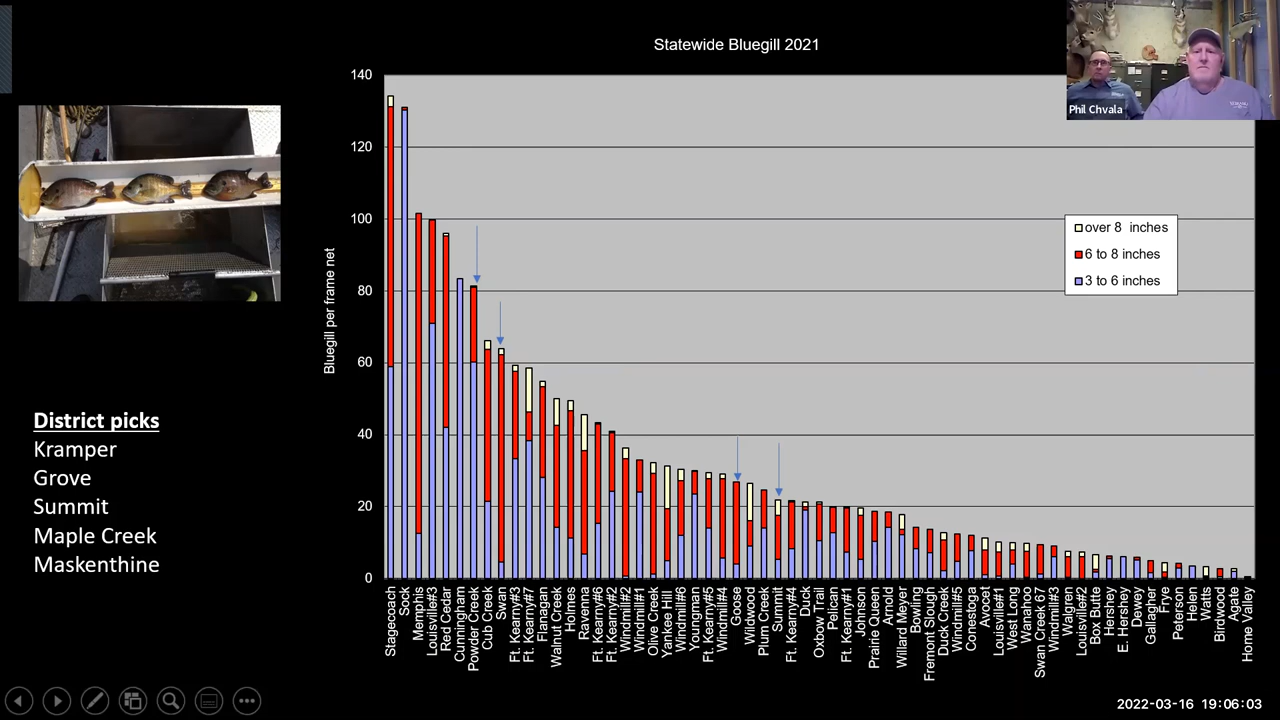 Statewide Bluegill 2021
Phil Chvala
Bluegill per frame net
140
120
100
80
60
40
20
0
over 8 inches
6 to 8 inches
3 to 6 inches
District picks
Kramper
Grove
Summit
Maple Creek
Maskenthine
Stagecoach
Sock
Memphis
Louisville#3
Red Cedar
Cunningham
Powder Creek
Cub Creek
Swan
Ft. Kearny#3
Ft. Kearny#7
Flanagan
Walnut Creek
Holmes
Ravenna
Ft. Kearny#6
Ft. Kearny#2
Windmill#2
Windmill#1
Olive Creek
Yankee Hill
Windmill#6
Youngman
Ft. Kearny#5
Windmill#4
Goose
Wildwood
Plum Creek
Summit
Ft. Kearny#4
Duck
Oxbow Trail
Pelican
Ft. Kearny#1
Johnson
Prairie Queen
Arnold
Willard Meyer
Bowling
Fremont Slough
Duck Creek
Windmill#5
Conestoga
Avocet
Louisville#1
West Long
Wanahoo
Swan Creek 67
Windmill#3
Walgren
Louisville#2
Box Butte
Hershey
E. Hershey
Dewey
Gallagher
Frye
Peterson
Helen
Watts
Birdwood
Agate
Home Valley
2022-03-16 19:06:03